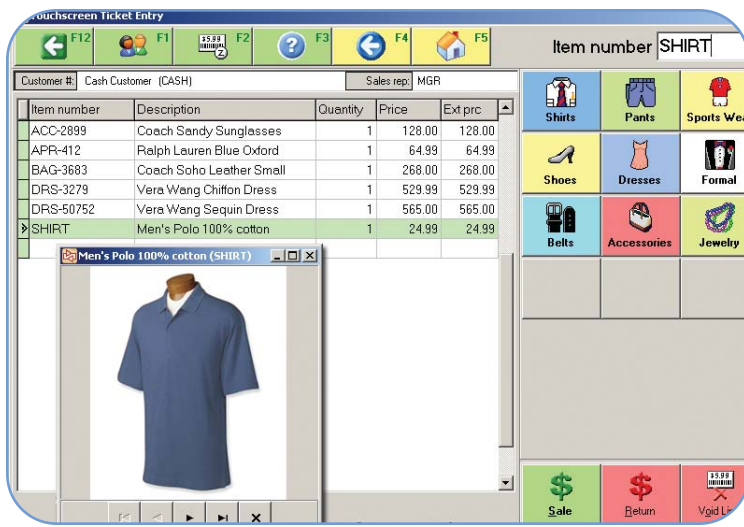 Touchscreen Ticket Entry
F12 F1 $5.99 F2 F3 F4 F5
Item number SHIRT
Customer #: Cash Customer (CASH) Sales rep: MGR
Item number Description Quantity Price Ext prc
ACC-2899 Coach Sandy Sunglasses 1 128.00 128.00
APR-412 Ralph Lauren Blue Oxford 1 64.99 64.99
BAG-3683 Coach Soho Leather Small 1 268.00 268.00
DRS-3279 Vera Wang Chiffon Dress 1 529.99 529.99
DRS-50752 Vera Wang Sequin Dress 1 565.00 565.00
SHIRT Men's Polo 100% cotton 1 24.99 24.99
Men's Polo 100% cotton (SHIRT)
Shirts Pants Sports Wea
Shoes Dresses Formal
Belts Accessories Jewelry
$5.99
Sale Return Void Li